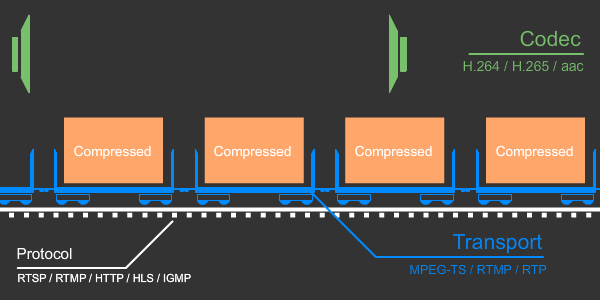 Codec
H.264 / H.265 / aac
Compressed Compressed Compressed Compressed
Transport
MPEG-TS / RTMP / RTP
Protocol
RTSP / RTMP / HTTP / HLS / IGMP